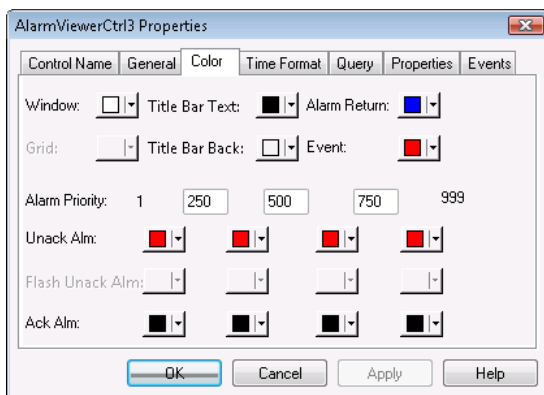 AlarmViewerCtrl3 Properties
Control Name General Color Time Format Query Properties Events
Window: Title Bar Text: Alarm Return:
Grid: Title Bar Back: Event:
Alarm Priority: 1 250 500 750 999
Unack Alm:
Flash Unack Alm:
Ack Alm:
OK Cancel Apply Help